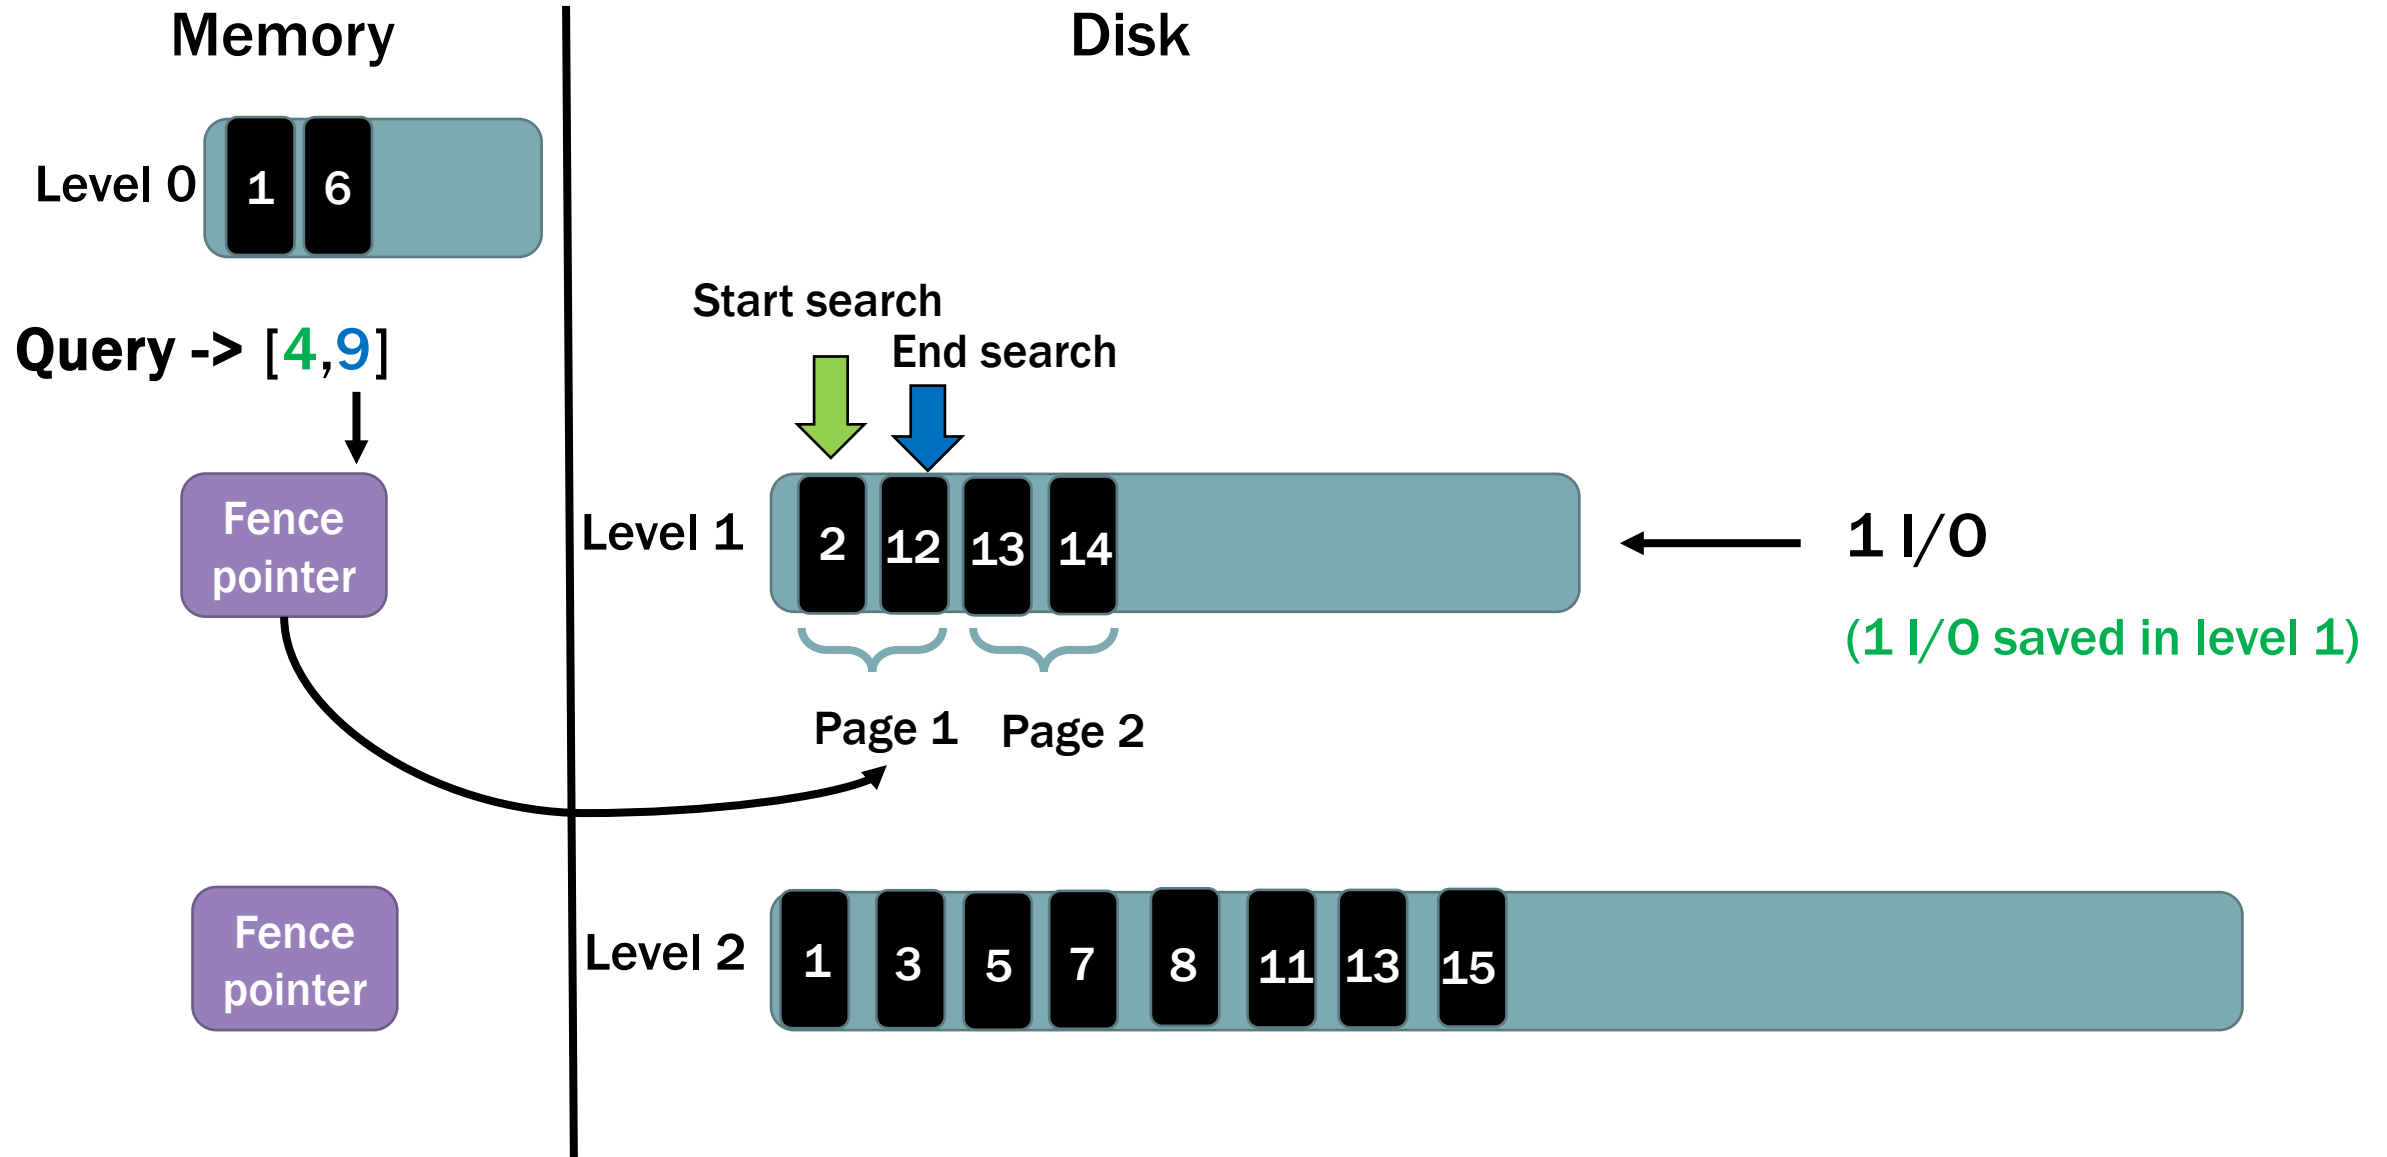 Memory
Disk
Level 0
1 6
Query -> [4,9]
Start search
End search
Fence
pointer
Level 1
2 12 13 14
1 I/O
(1 I/O saved in level 1)
Page 1 Page 2
Fence
pointer
Level 2
1 3 5 7 8 11 13 15